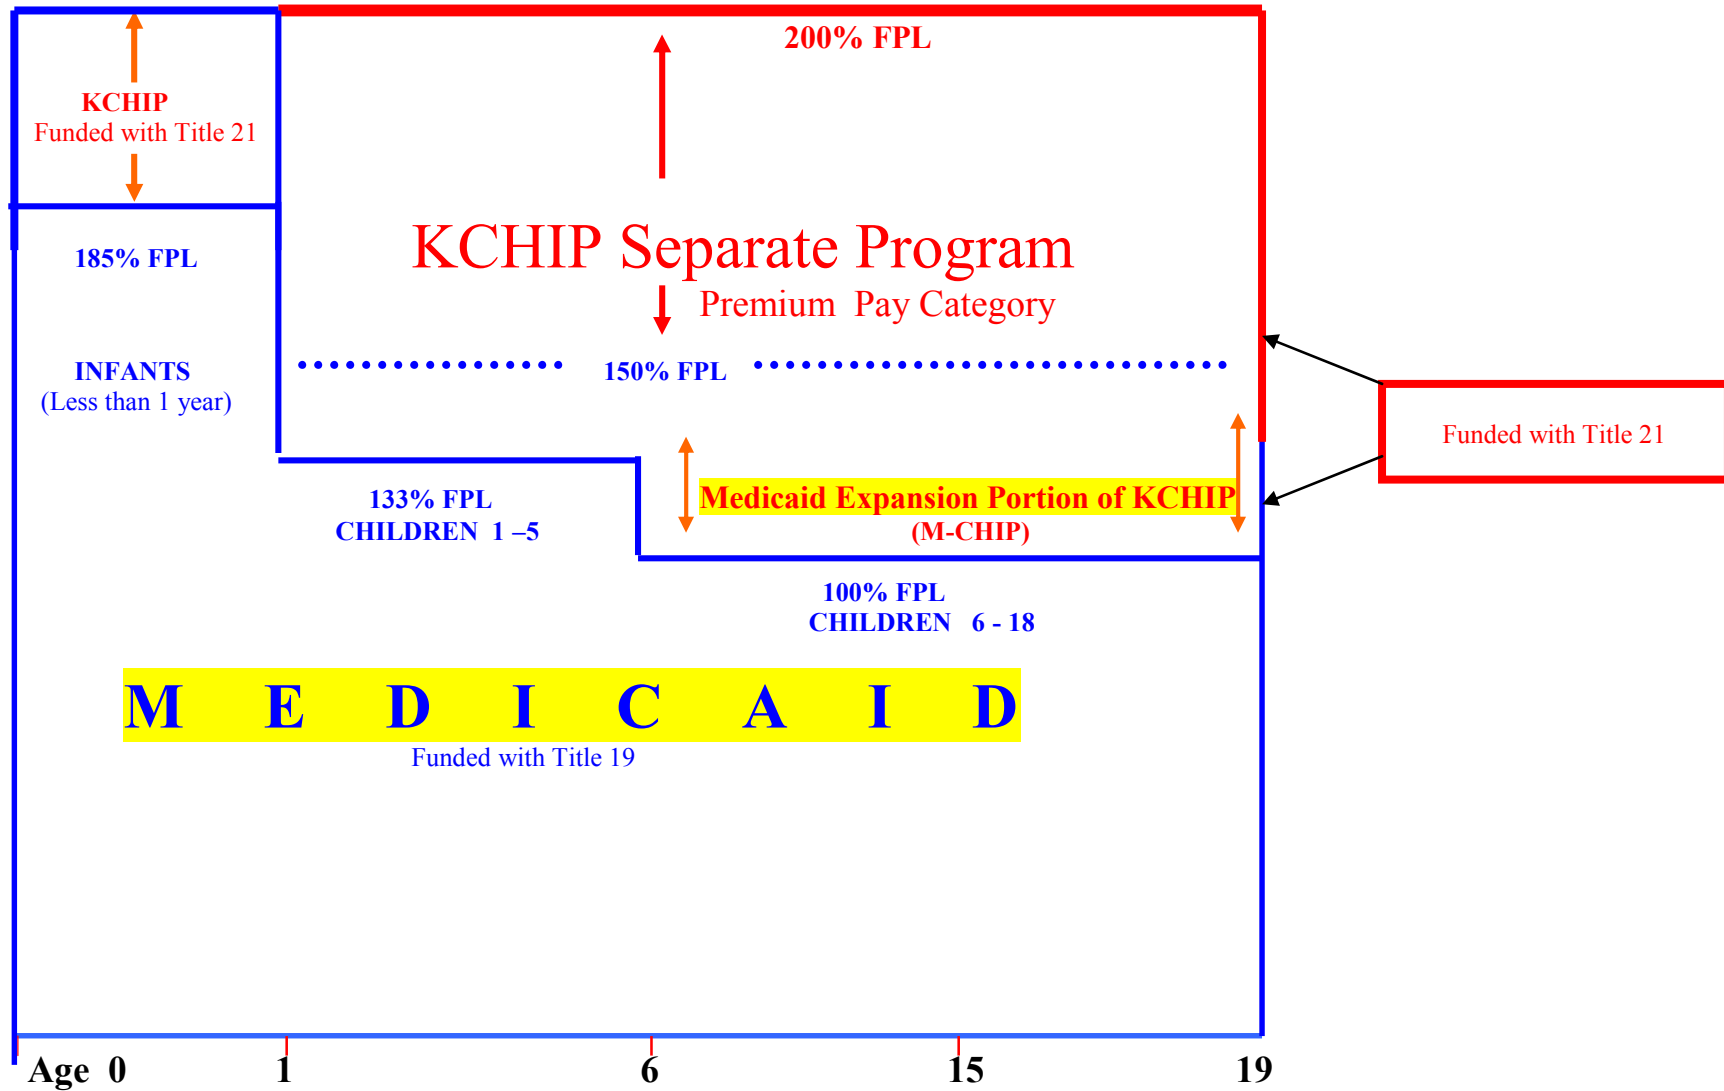 200% FPL
KCHIP
Funded with Title 21
KCHIP Separate Program
Premium Pay Category
185% FPL
INFANTS
(Less than 1 year)
150% FPL
Funded with Title 21
133% FPL
CHILDREN 1 –5
Medicaid Expansion Portion of KCHIP
(M-CHIP)
100% FPL
CHILDREN 6 - 18
M E D I C A I D
Funded with Title 19
Age 0 1 6 15 19